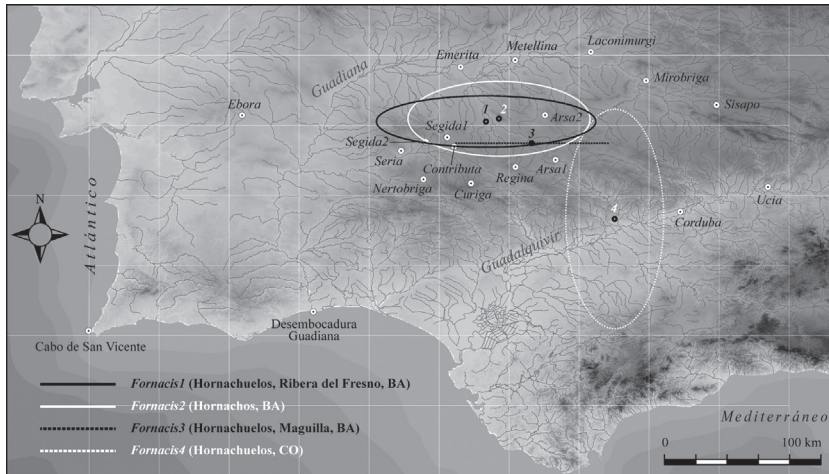 Laconimurgi
Metellina
Emerita
Mirobriga
Guadiana
Sisapo
Ebora
1
2
Arsa2
Segida1
3
Segida2
Seria
Contributa
Arsa1
Regina
Nertobriga
Curiga
Ucia
N
4
Corduba
Atlántico
Guadalquivir
Desembocadura
Guadiana
Cabo de San Vicente
Fornacis1 (Hornachuelos, Ribera del Fresno, BA)
Fornacis2 (Hornachos, BA)
Mediterráneo
Fornacis3 (Hornachuelos, Maguilla, BA)
Fornacis4 (Hornachuelos, CO)
0
100 km